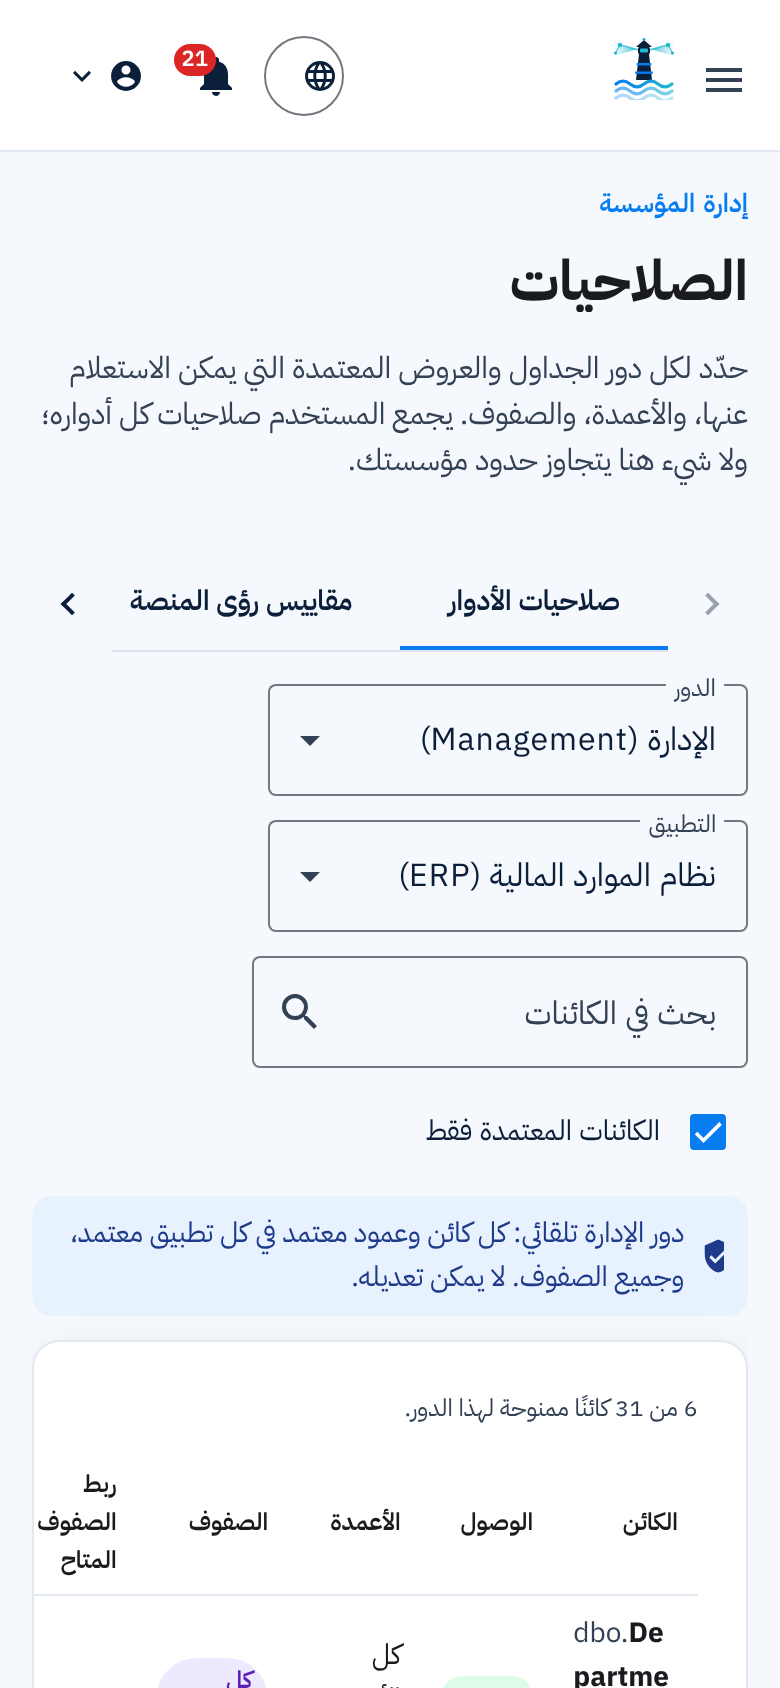 21
إدارة المؤسسة
الصلاحيات
حدّد لكل دور الجداول والعروض المعتمدة التي يمكن الاستعلام
عنها، والأعمدة، والصفوف. يجمع المستخدم صلاحيات كل أدواره؛
ولا شيء هنا يتجاوز حدود مؤسستك.
صلاحيات الأدوار
مقاييس رؤى المنصة
الدور
الإدارة (Management)
التطبيق
نظام الموارد المالية (ERP)
بحث في الكائنات
الكائنات المعتمدة فقط
دور الإدارة تلقائي: كل كائن وعمود معتمد في كل تطبيق معتمد،
وجميع الصفوف. لا يمكن تعديله.
6 من 31 كائنًا ممنوحة لهذا الدور.
الكائن
الوصول
الأعمدة
الصفوف
ربط
الصفوف
المتاح
dbo.De
partme
كل
كل